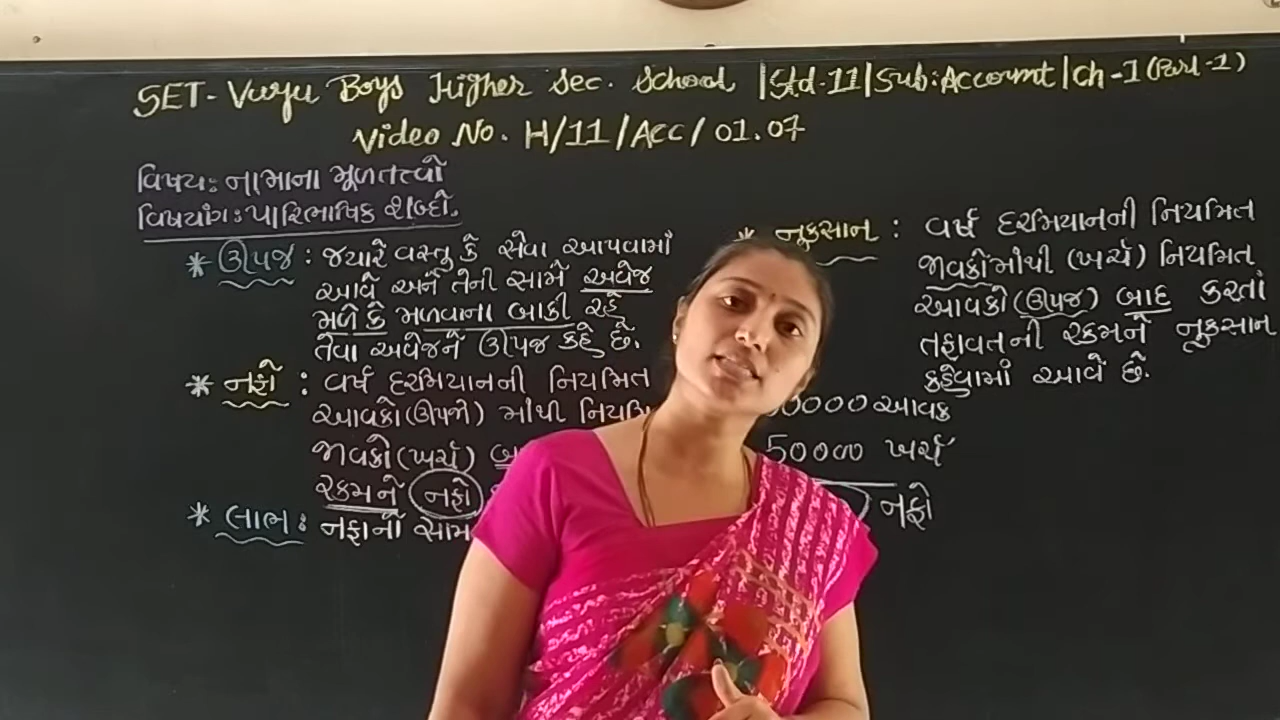 SET- Vurju Boys Higher Sec. School | Std-11 | Sub: Account | Ch-1 (Part-1)
Video No. H/11/Acc/01.07
વિષય: નામાના મૂળતત્ત્વો
વિષયાંગ: પારિભાષિક શબ્દો.
* ઊપજ : જ્યારે વસ્તુ કે સેવા આપવામાં
આવે અને તેની સામે અવેજ
મળે કે મળવાના બાકી રહે
તેવા અવેજને ઊપજ કહે છે.
* નફો : વર્ષ દરમિયાનની નિયમિત
આવકો (ઊપજો) માંથી
જાવકો (ખર્ચ)
રકમને નફો
* લાભ : નફાની
નૂકસાન : વર્ષ દરમિયાનની નિયમિત
જાવકોમાંથી (ખર્ચ) નિયમિત
આવકો (ઊપજ) બાદ કરતાં
તફાવતની રકમને નૂકસાન
કહેવામાં આવે છે.
0000 આવક
50000 ખર્ચ
નફો